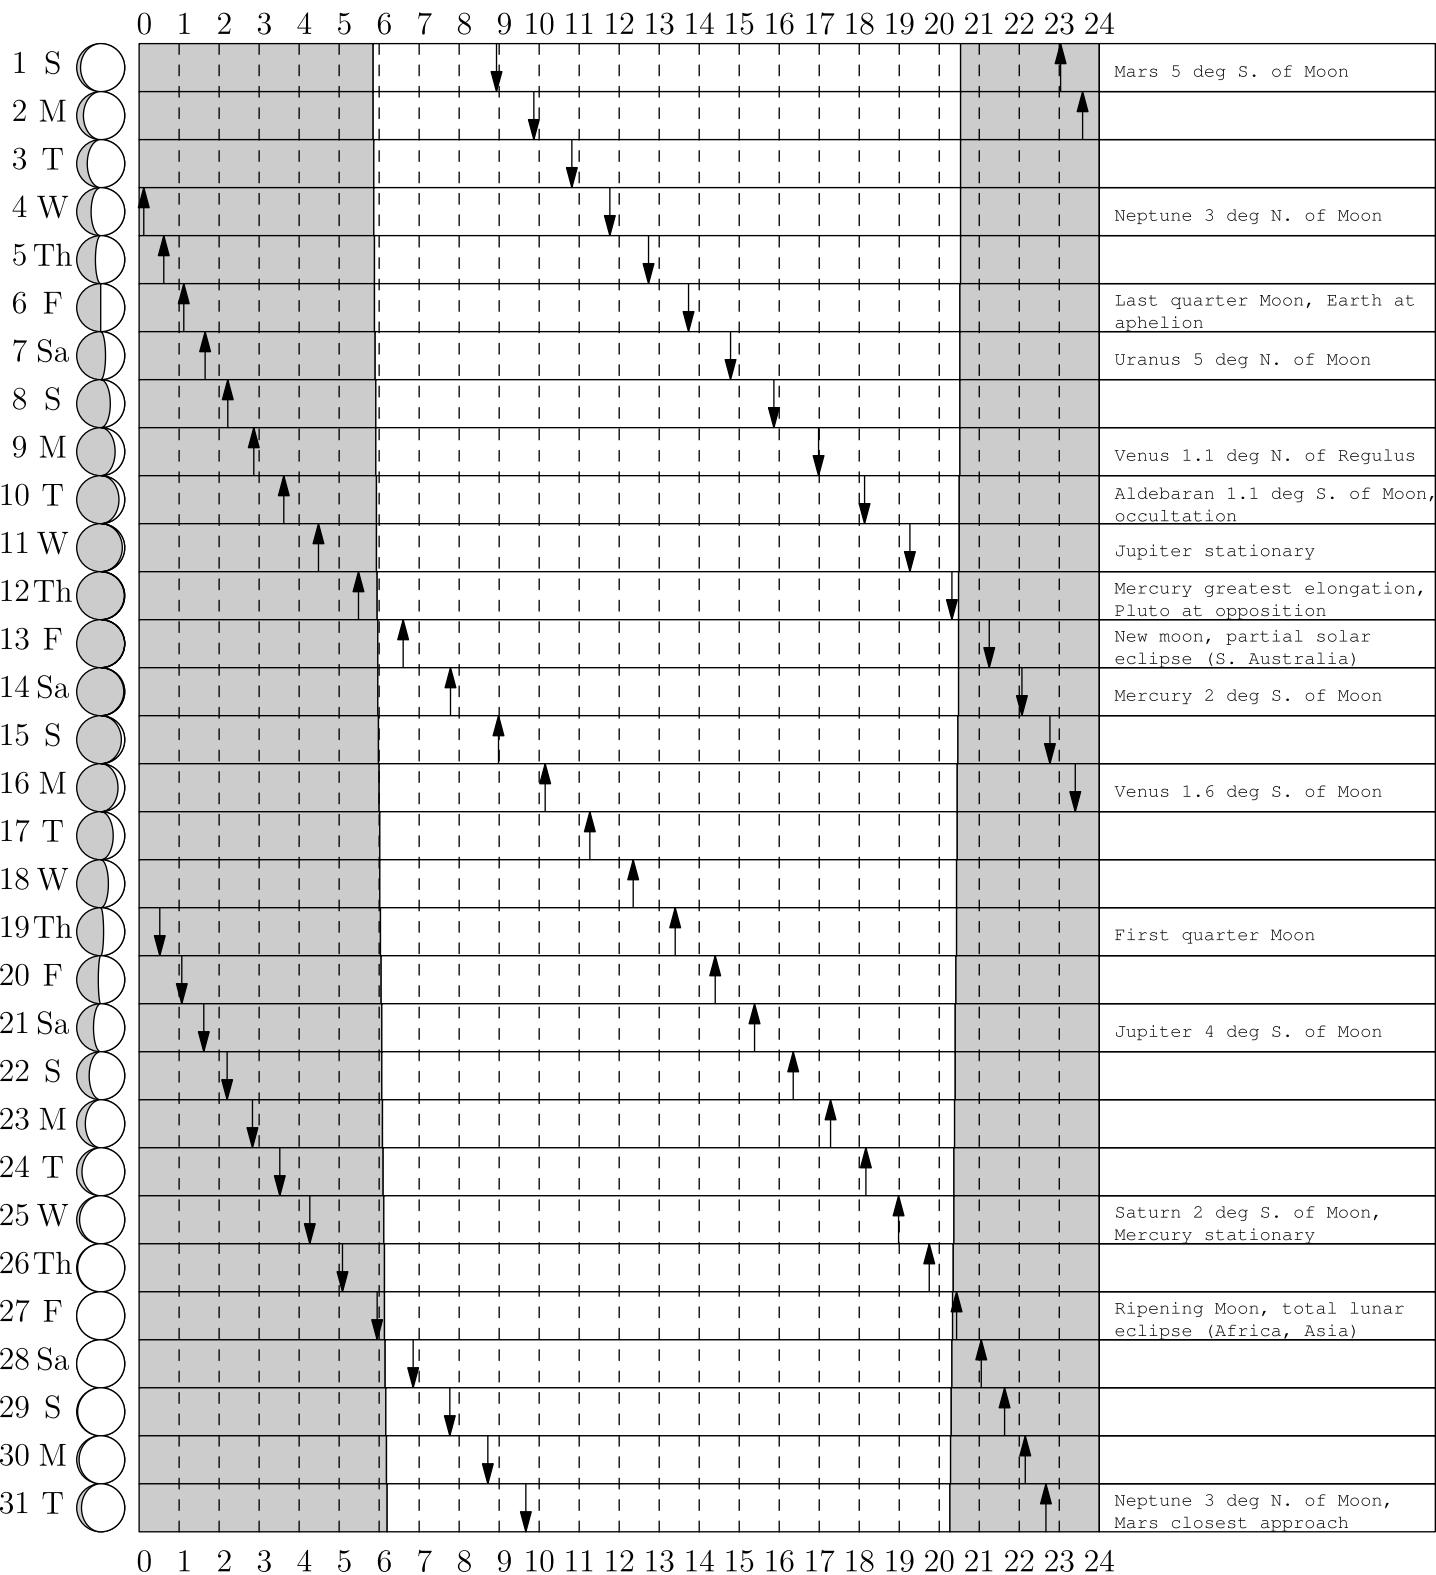 0 1 2 3 4 5 6 7 8 9 10 11 12 13 14 15 16 17 18 19 20 21 22 23 24
1 S Mars 5 deg S. of Moon
2 M
3 T
4 W Neptune 3 deg N. of Moon
5 Th
6 F Last quarter Moon, Earth at
aphelion
7 Sa Uranus 5 deg N. of Moon
8 S
9 M Venus 1.1 deg N. of Regulus
10 T Aldebaran 1.1 deg S. of Moon,
occultation
11 W Jupiter stationary
12 Th Mercury greatest elongation,
Pluto at opposition
13 F New moon, partial solar
eclipse (S. Australia)
14 Sa Mercury 2 deg S. of Moon
15 S
16 M Venus 1.6 deg S. of Moon
17 T
18 W
19 Th First quarter Moon
20 F
21 Sa Jupiter 4 deg S. of Moon
22 S
23 M
24 T
25 W Saturn 2 deg S. of Moon,
Mercury stationary
26 Th
27 F Ripening Moon, total lunar
eclipse (Africa, Asia)
28 Sa
29 S
30 M
31 T Neptune 3 deg N. of Moon,
Mars closest approach
0 1 2 3 4 5 6 7 8 9 10 11 12 13 14 15 16 17 18 19 20 21 22 23 24